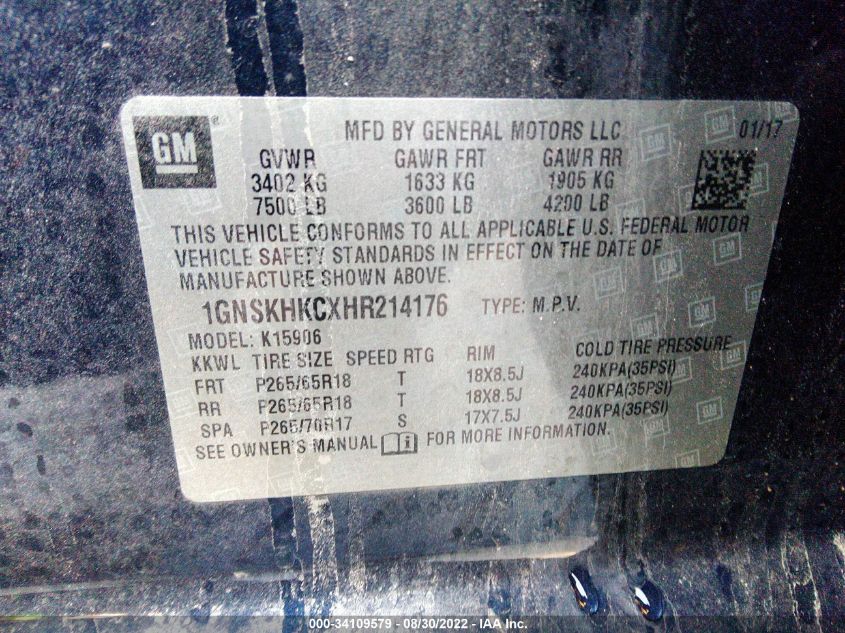 GM ® MFD BY GENERAL MOTORS LLC 01/17
GVWR GAWR FRT GAWR RR
3402 KG 1633 KG 1905 KG
7500 LB 3600 LB 4200 LB
THIS VEHICLE CONFORMS TO ALL APPLICABLE U.S. FEDERAL MOTOR
VEHICLE SAFETY STANDARDS IN EFFECT ON THE DATE OF
MANUFACTURE SHOWN ABOVE.
1GNSKHKCXHR214176 TYPE: M.P.V.
MODEL: K15906
KKWL TIRE SIZE SPEED RTG RIM COLD TIRE PRESSURE
FRT P265/65R18 T 18X8.5J 240KPA(35PSI)
RR P265/65R18 T 18X8.5J 240KPA(35PSI)
SPA P265/70R17 S 17X7.5J 240KPA(35PSI)
SEE OWNER'S MANUAL i FOR MORE INFORMATION.
000-34109579 - 08/30/2022 - IAA Inc.